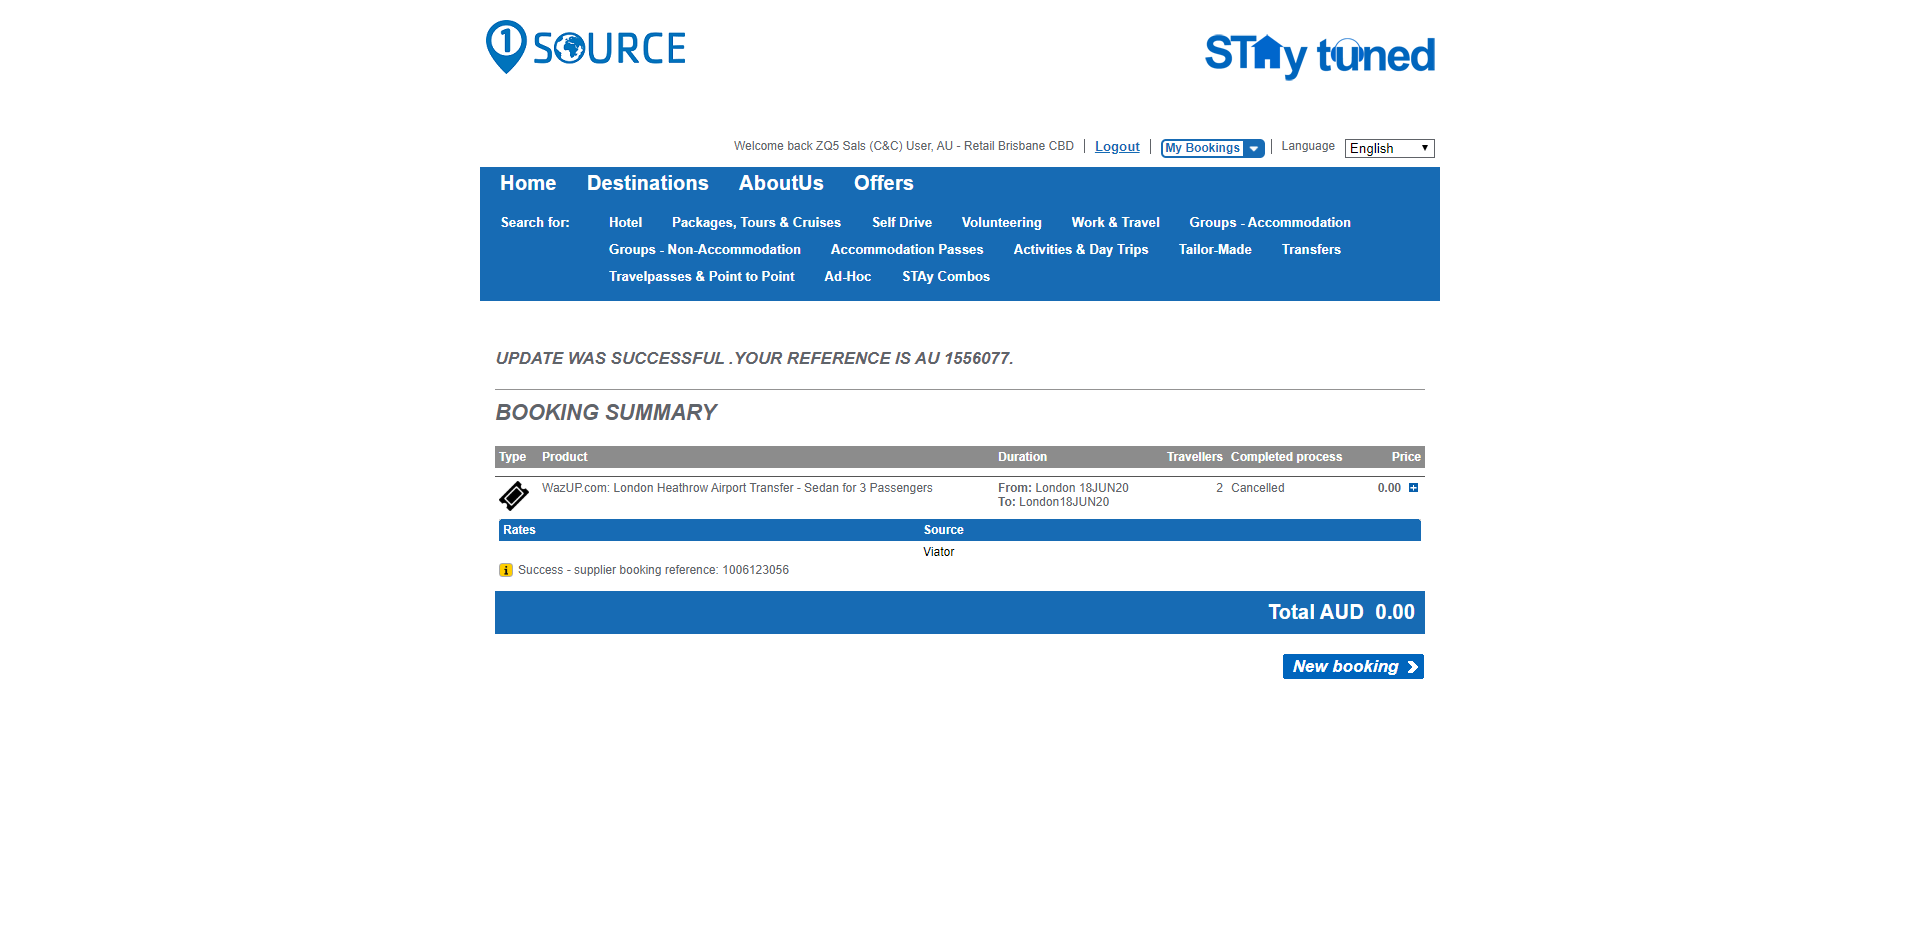 1 SOURCE
STAy tuned
Welcome back ZQ5 Sals (C&C) User, AU - Retail Brisbane CBD | Logout | My Bookings | Language English
Home Destinations AboutUs Offers
Search for: Hotel Packages, Tours & Cruises Self Drive Volunteering Work & Travel Groups - Accommodation
Groups - Non-Accommodation Accommodation Passes Activities & Day Trips Tailor-Made Transfers
Travelpasses & Point to Point Ad-Hoc STAy Combos
UPDATE WAS SUCCESSFUL .YOUR REFERENCE IS AU 1556077.
BOOKING SUMMARY
Type Product Duration Travellers Completed process Price
WazUP.com: London Heathrow Airport Transfer - Sedan for 3 Passengers From: London 18JUN20 2 Cancelled 0.00
To: London18JUN20
Rates Source
Viator
Success - supplier booking reference: 1006123056
Total AUD 0.00
New booking